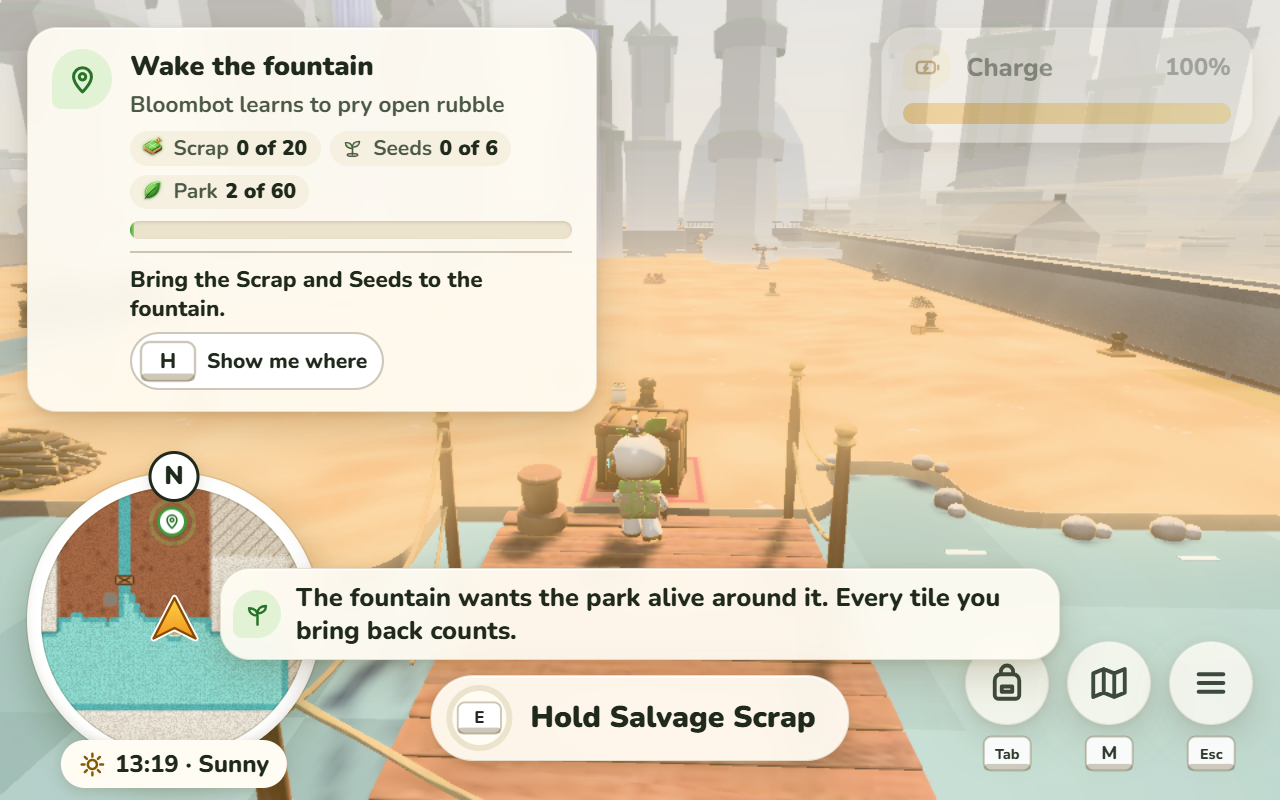 Wake the fountain
Bloombot learns to pry open rubble
Scrap 0 of 20
Seeds 0 of 6
Park 2 of 60
Bring the Scrap and Seeds to the
fountain.
H Show me where
Charge 100%
N
The fountain wants the park alive around it. Every tile you
bring back counts.
E Hold Salvage Scrap
13:19 · Sunny
Tab
M
Esc